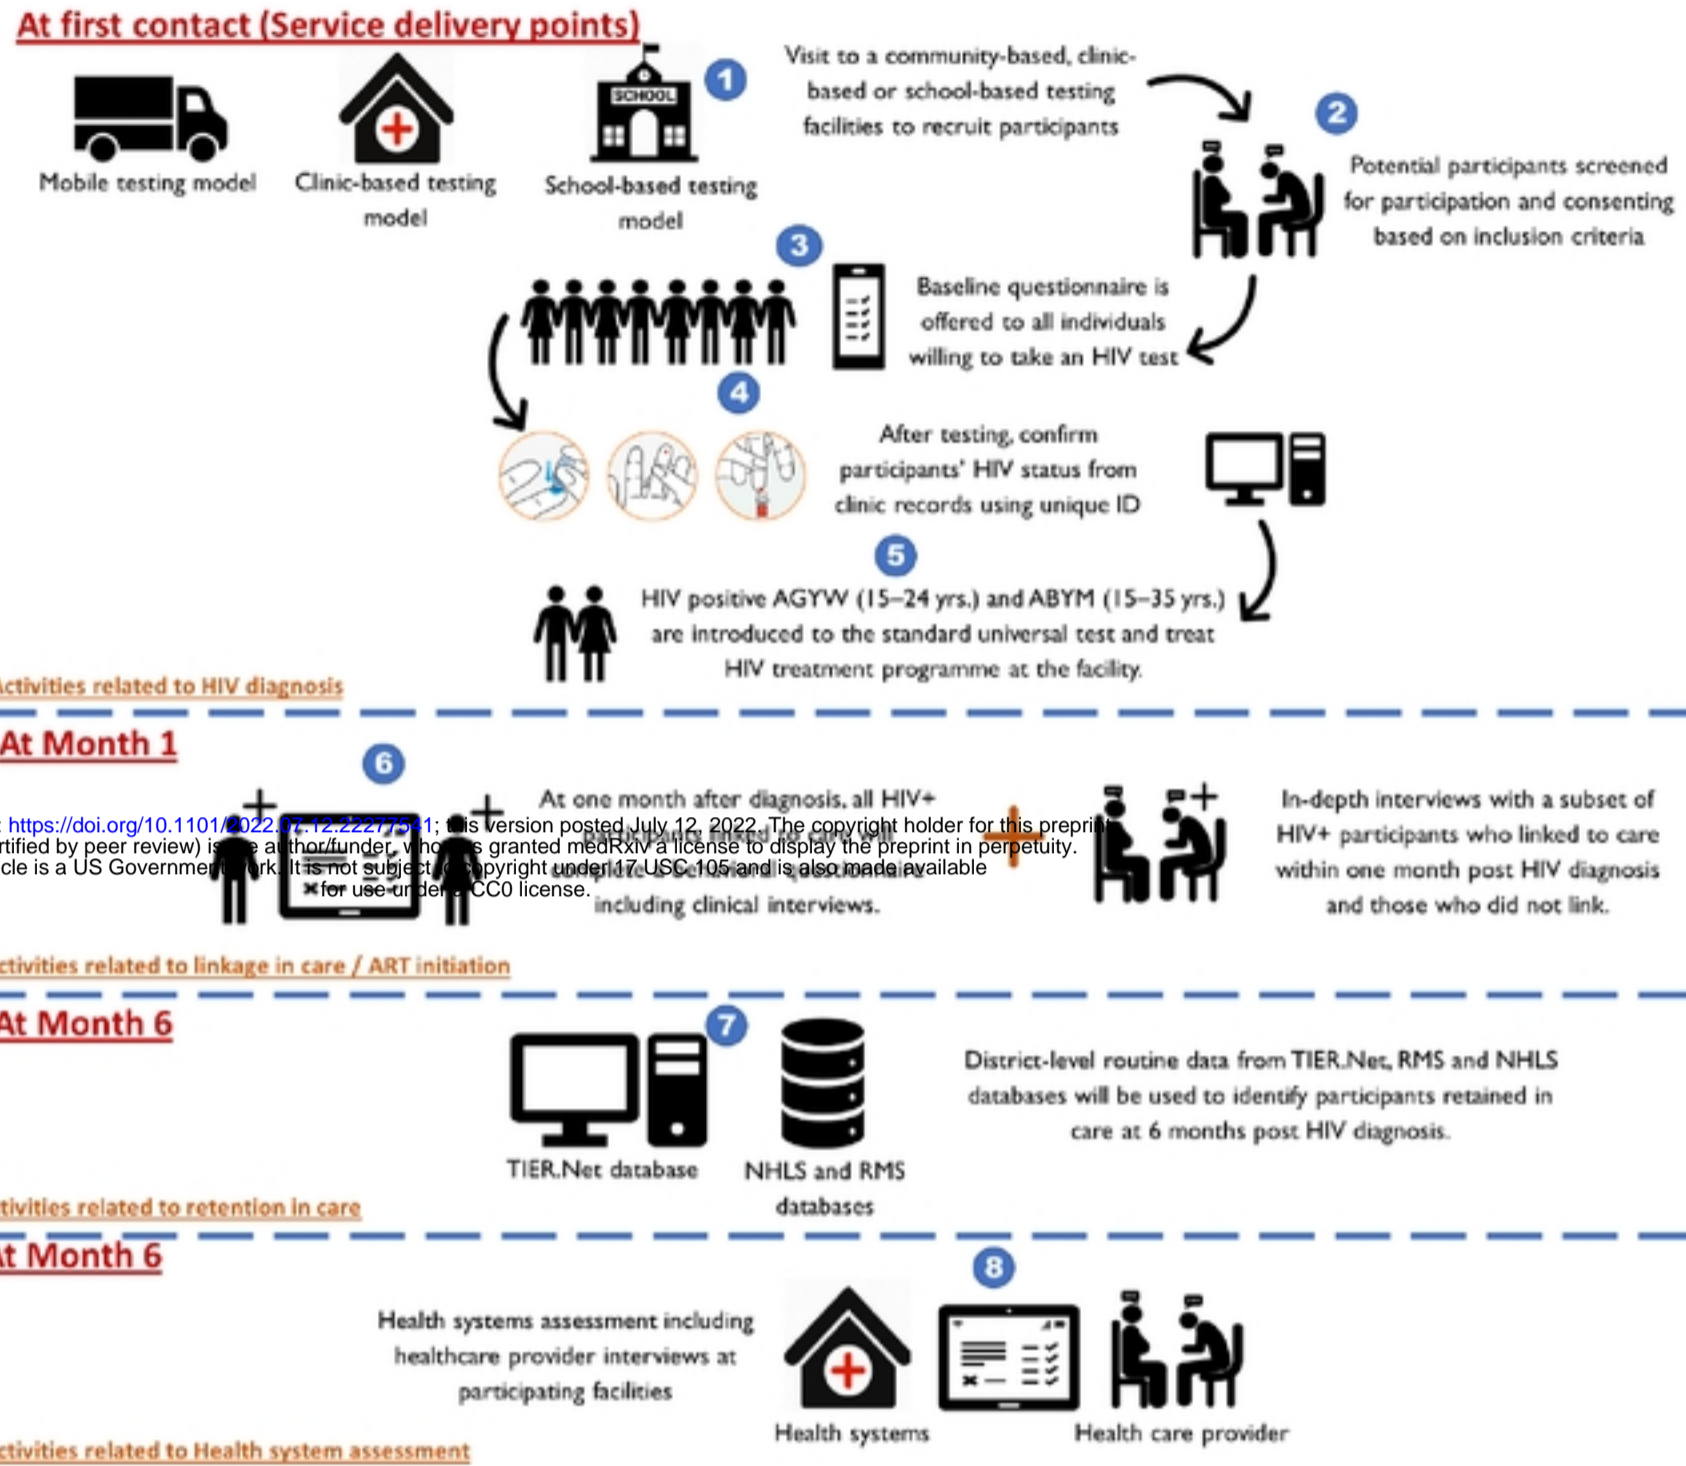 At first contact (Service delivery points)
SCHOOL
Mobile testing model
Clinic-based testing
model
School-based testing
model
1
Visit to a community-based, clinic-
based or school-based testing
facilities to recruit participants
2
Potential participants screened
for participation and consenting
based on inclusion criteria
3
Baseline questionnaire is
offered to all individuals
willing to take an HIV test
4
After testing, confirm
participants' HIV status from
clinic records using unique ID
5
HIV positive AGYW (15–24 yrs.) and ABYM (15–35 yrs.)
are introduced to the standard universal test and treat
HIV treatment programme at the facility.
Activities related to HIV diagnosis
At Month 1
6
At one month after diagnosis, all HIV+
participants linked to care will
complete a
including clinical interviews.
: https://doi.org/10.1101/2022.07.12.22277541; this version posted July 12, 2022. The copyright holder for this preprint
rtified by peer review) is the author/funder, who has granted medRxiv a license to display the preprint in perpetuity.
cle is a US Government work. It is not subject to copyright under 17 USC 105 and is also made available
for use under a CC0 license.
In-depth interviews with a subset of
HIV+ participants who linked to care
within one month post HIV diagnosis
and those who did not link.
ctivities related to linkage in care / ART initiation
At Month 6
7
TIER.Net database
NHLS and RMS
databases
District-level routine data from TIER.Net, RMS and NHLS
databases will be used to identify participants retained in
care at 6 months post HIV diagnosis.
tivities related to retention in care
At Month 6
8
Health systems assessment including
healthcare provider interviews at
participating facilities
Health systems
Health care provider
ctivities related to Health system assessment